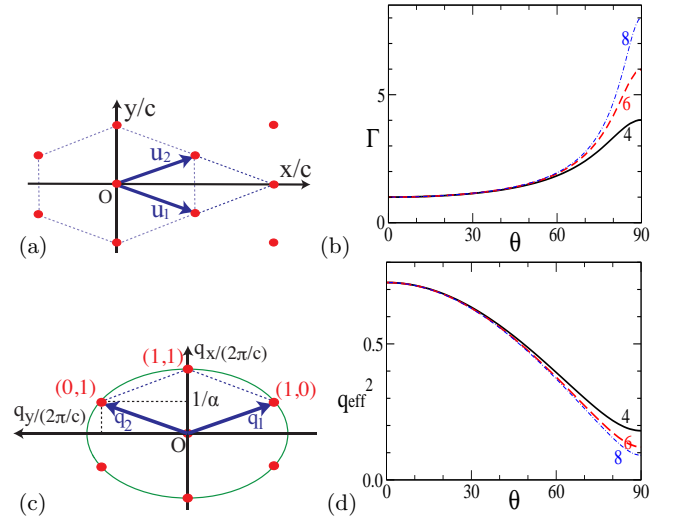 y/c
u2
x/c
O
u1
(a)
8
6
4
5
1
Γ
0 30 60 90
θ
(b)
(1,1) qx/(2π/c)
(0,1) (1,0)
1/α
qy/(2π/c) q2 q1
O
(c)
0.5
qeff2
4
6
8
0.0
0 30 60 90
θ
(d)